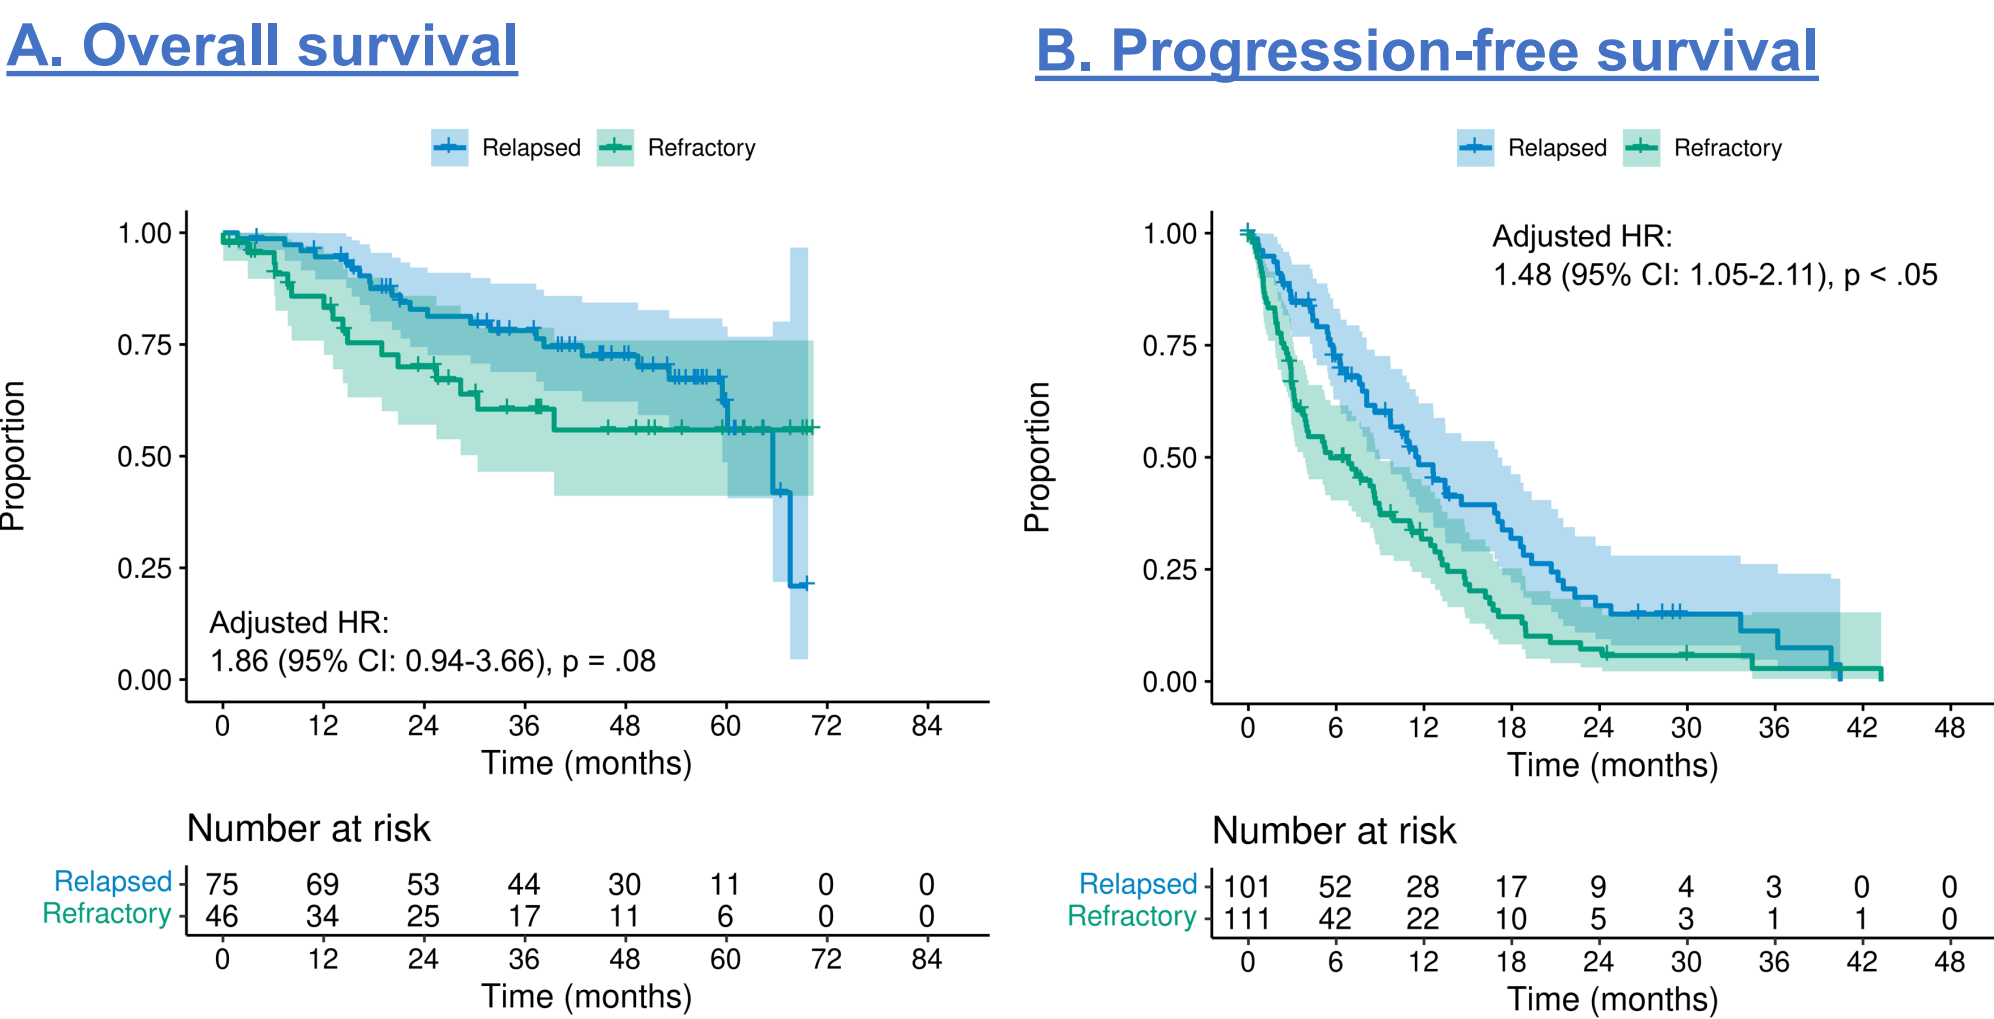 A. Overall survival
Relapsed Refractory
1.00
0.75
0.50
0.25
0.00
Proportion
Adjusted HR:
1.86 (95% CI: 0.94-3.66), p = .08
0 12 24 36 48 60 72 84
Time (months)
Number at risk
Relapsed 75 69 53 44 30 11 0 0
Refractory 46 34 25 17 11 6 0 0
0 12 24 36 48 60 72 84
Time (months)
B. Progression-free survival
Relapsed Refractory
Adjusted HR:
1.48 (95% CI: 1.05-2.11), p < .05
1.00
0.75
0.50
0.25
0.00
Proportion
0 6 12 18 24 30 36 42 48
Time (months)
Number at risk
Relapsed 101 52 28 17 9 4 3 0 0
Refractory 111 42 22 10 5 3 1 1 0
0 6 12 18 24 30 36 42 48
Time (months)